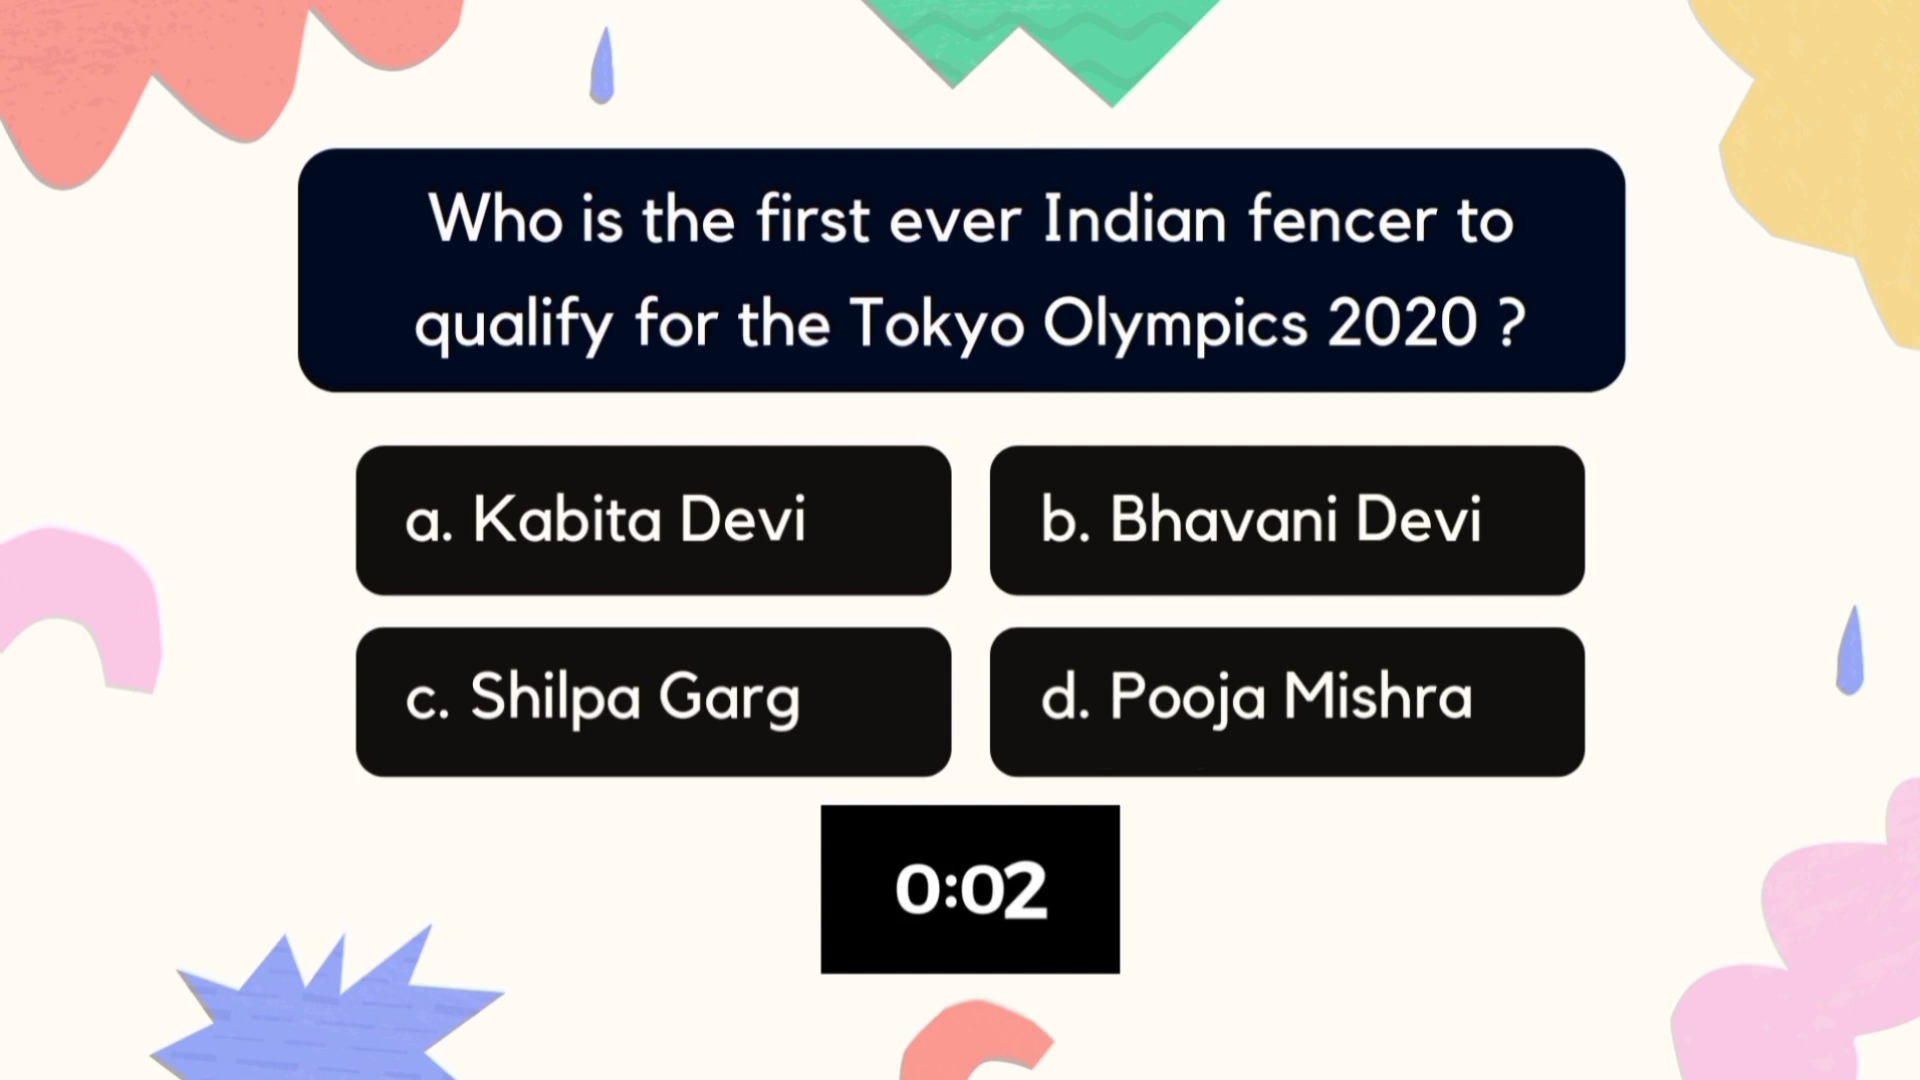 Who is the first ever Indian fencer to
qualify for the Tokyo Olympics 2020 ?
a. Kabita Devi
b. Bhavani Devi
c. Shilpa Garg
d. Pooja Mishra
0:02